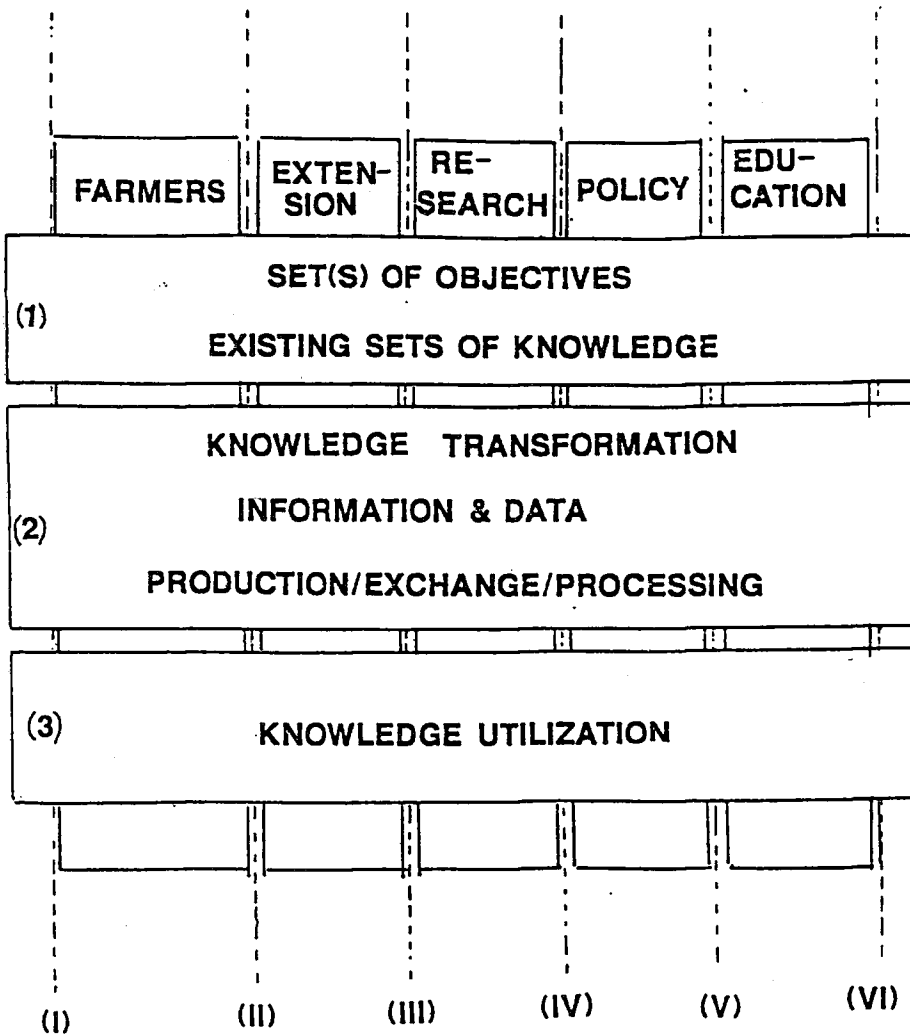 FARMERS
EXTEN-
SION
RE-
SEARCH
POLICY
EDU-
CATION
(1)
SET(S) OF OBJECTIVES
EXISTING SETS OF KNOWLEDGE
(2)
KNOWLEDGE TRANSFORMATION
INFORMATION & DATA
PRODUCTION/EXCHANGE/PROCESSING
(3)
KNOWLEDGE UTILIZATION
(I) (II) (III) (IV) (V) (VI)